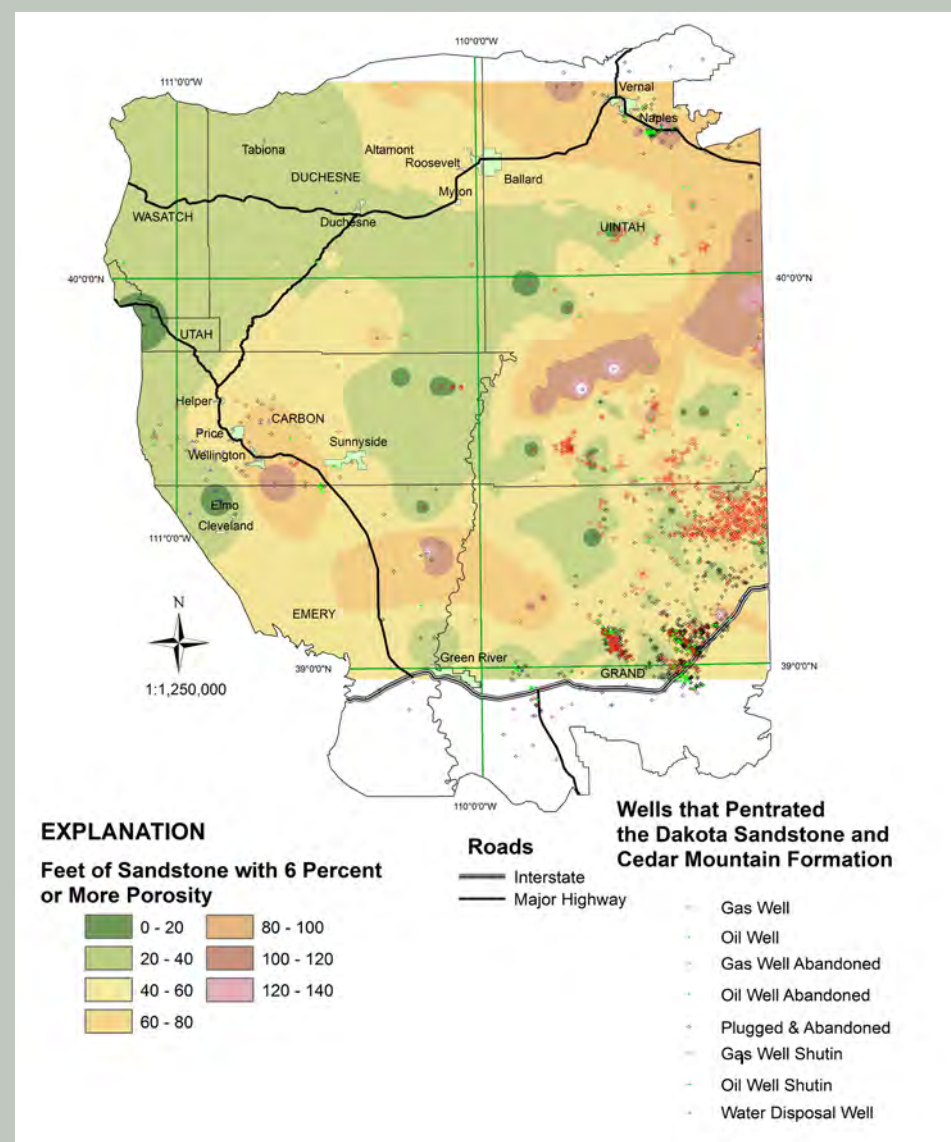 110°0'0"W
111°0'0"W
Vernal
Naples
Tabiona
Altamont
Roosevelt
DUCHESNE
Ballard
Myton
WASATCH
Duchesne
UINTAH
40°0'0"N
40°0'0"N
UTAH
Helper
CARBON
Price
Sunnyside
Wellington
Elmo
Cleveland
111°0'0"W
N
EMERY
Green River
39°0'0"N
39°0'0"N
GRAND
1:1,250,000
110°0'0"W
EXPLANATION
Feet of Sandstone with 6 Percent
or More Porosity
0 - 20
80 - 100
20 - 40
100 - 120
40 - 60
120 - 140
60 - 80
Roads
Interstate
Major Highway
Wells that Pentrated
the Dakota Sandstone and
Cedar Mountain Formation
Gas Well
Oil Well
Gas Well Abandoned
Oil Well Abandoned
Plugged & Abandoned
Gas Well Shutin
Oil Well Shutin
Water Disposal Well